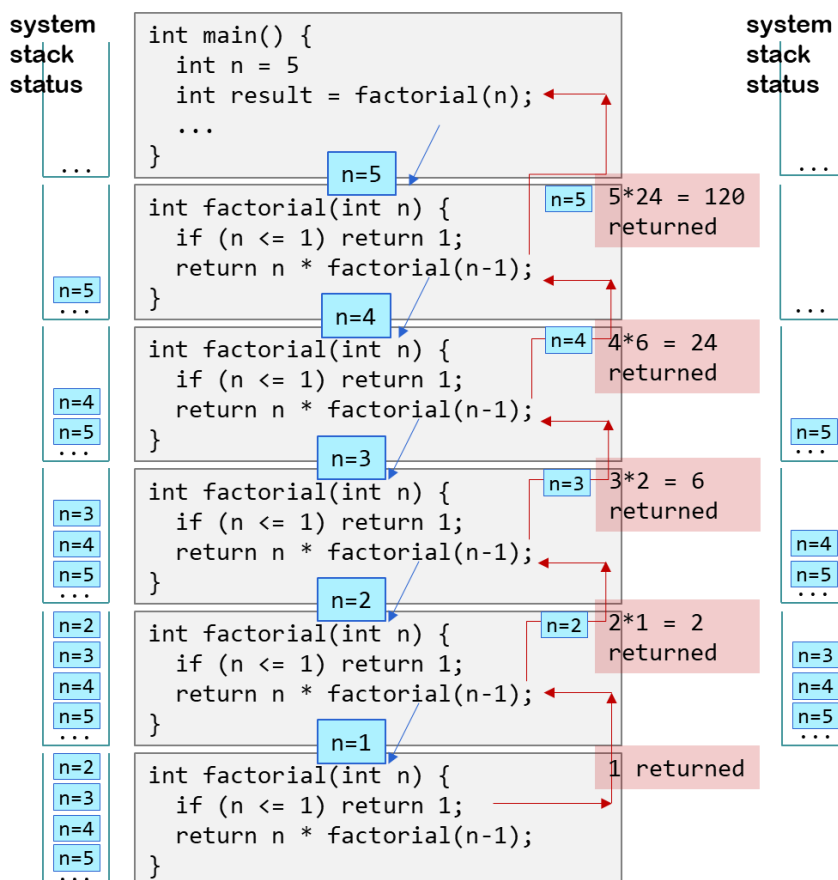 system
stack
status
...
int main() {
int n = 5
int result = factorial(n);
...
}
system
stack
status
...
n=5
n=5
...
int factorial(int n) {
if (n <= 1) return 1;
return n * factorial(n-1);
}
n=5
5*24 = 120
returned
...
n=4
n=4
n=5
...
int factorial(int n) {
if (n <= 1) return 1;
return n * factorial(n-1);
}
n=4
4*6 = 24
returned
n=5
...
n=3
n=3
n=4
n=5
...
int factorial(int n) {
if (n <= 1) return 1;
return n * factorial(n-1);
}
n=3
3*2 = 6
returned
n=4
n=5
...
n=2
n=2
n=3
n=4
n=5
...
int factorial(int n) {
if (n <= 1) return 1;
return n * factorial(n-1);
}
n=2
2*1 = 2
returned
n=3
n=4
n=5
...
n=1
n=2
n=3
n=4
n=5
...
int factorial(int n) {
if (n <= 1) return 1;
return n * factorial(n-1);
}
1 returned